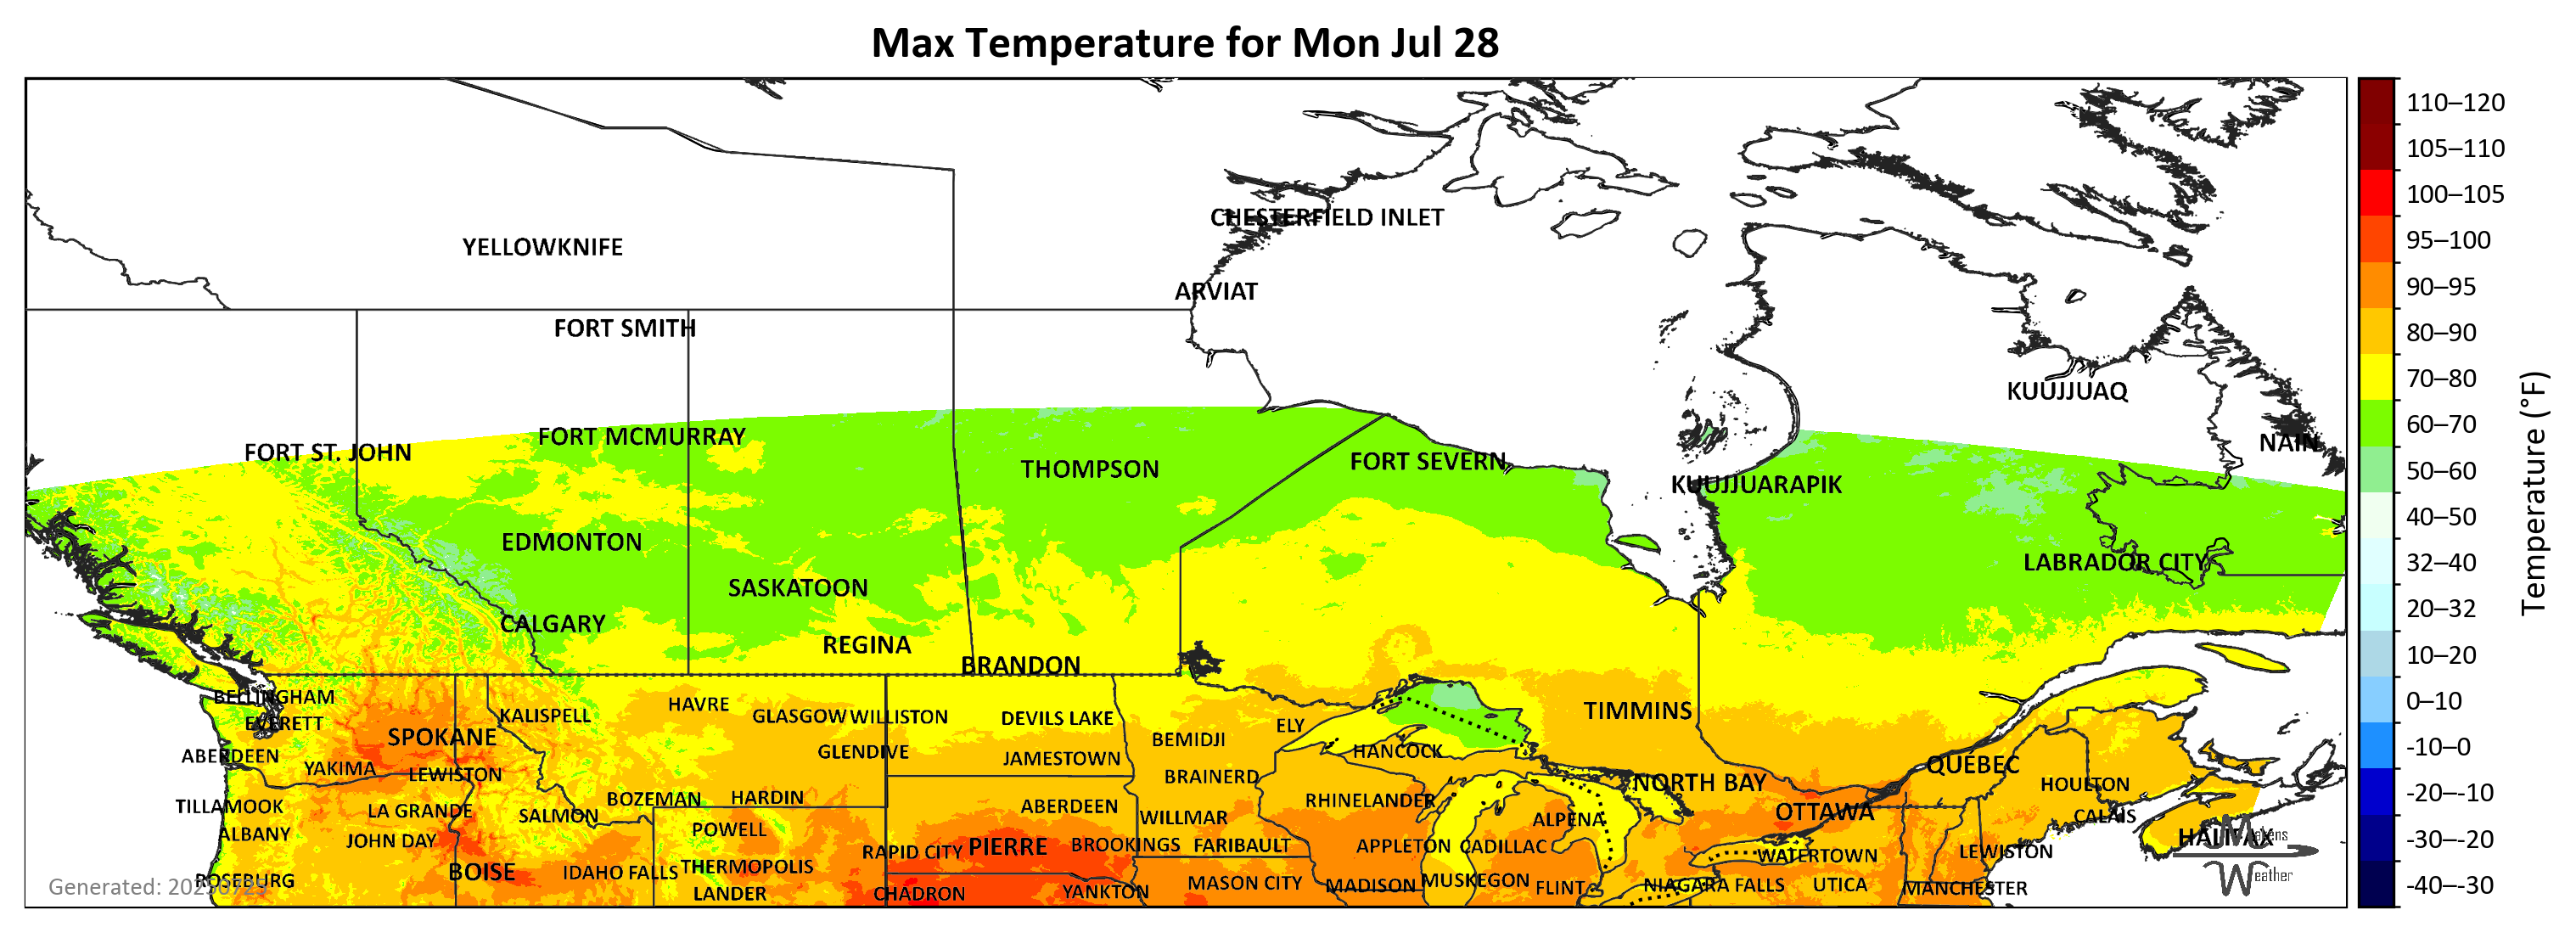 Max Temperature for Mon Jul 28
110–120
105–110
100–105
95–100
90–95
80–90
70–80
60–70
50–60
40–50
32–40
20–32
10–20
0–10
-10–0
-20–-10
-30–-20
-40–-30
Temperature (°F)
CHESTERFIELD INLET
YELLOWKNIFE
ARVIAT
FORT SMITH
KUUJJUAQ
FORT MCMURRAY
NAIN
FORT ST. JOHN
FORT SEVERN
THOMPSON
KUUJJUARAPIK
EDMONTON
LABRADOR CITY
SASKATOON
CALGARY
REGINA
BRANDON
BELLINGHAM
HAVRE
TIMMINS
KALISPELL
GLASGOW
WILLISTON
DEVILS LAKE
EVERETT
ELY
SPOKANE
BEMIDJI
GLENDIVE
HANCOCK
ABERDEEN
JAMESTOWN
QUÉBEC
YAKIMA
LEWISTON
BRAINERD
NORTH BAY
HOULTON
BOZEMAN
HARDIN
RHINELANDER
TILLAMOOK
LA GRANDE
SALMON
ABERDEEN
WILLMAR
ALPENA
OTTAWA
CALAIS
ALBANY
POWELL
JOHN DAY
HALIFAX
RAPID CITY
PIERRE
BROOKINGS
FARIBAULT
APPLETON
CADILLAC
WATERTOWN
LEWISTON
BOISE
IDAHO FALLS
THERMOPOLIS
ROSEBURG
LANDER
CHADRON
YANKTON
MASON CITY
MADISON
MUSKEGON
FLINT
NIAGARA FALLS
UTICA
MANCHESTER
Weather
Generated: